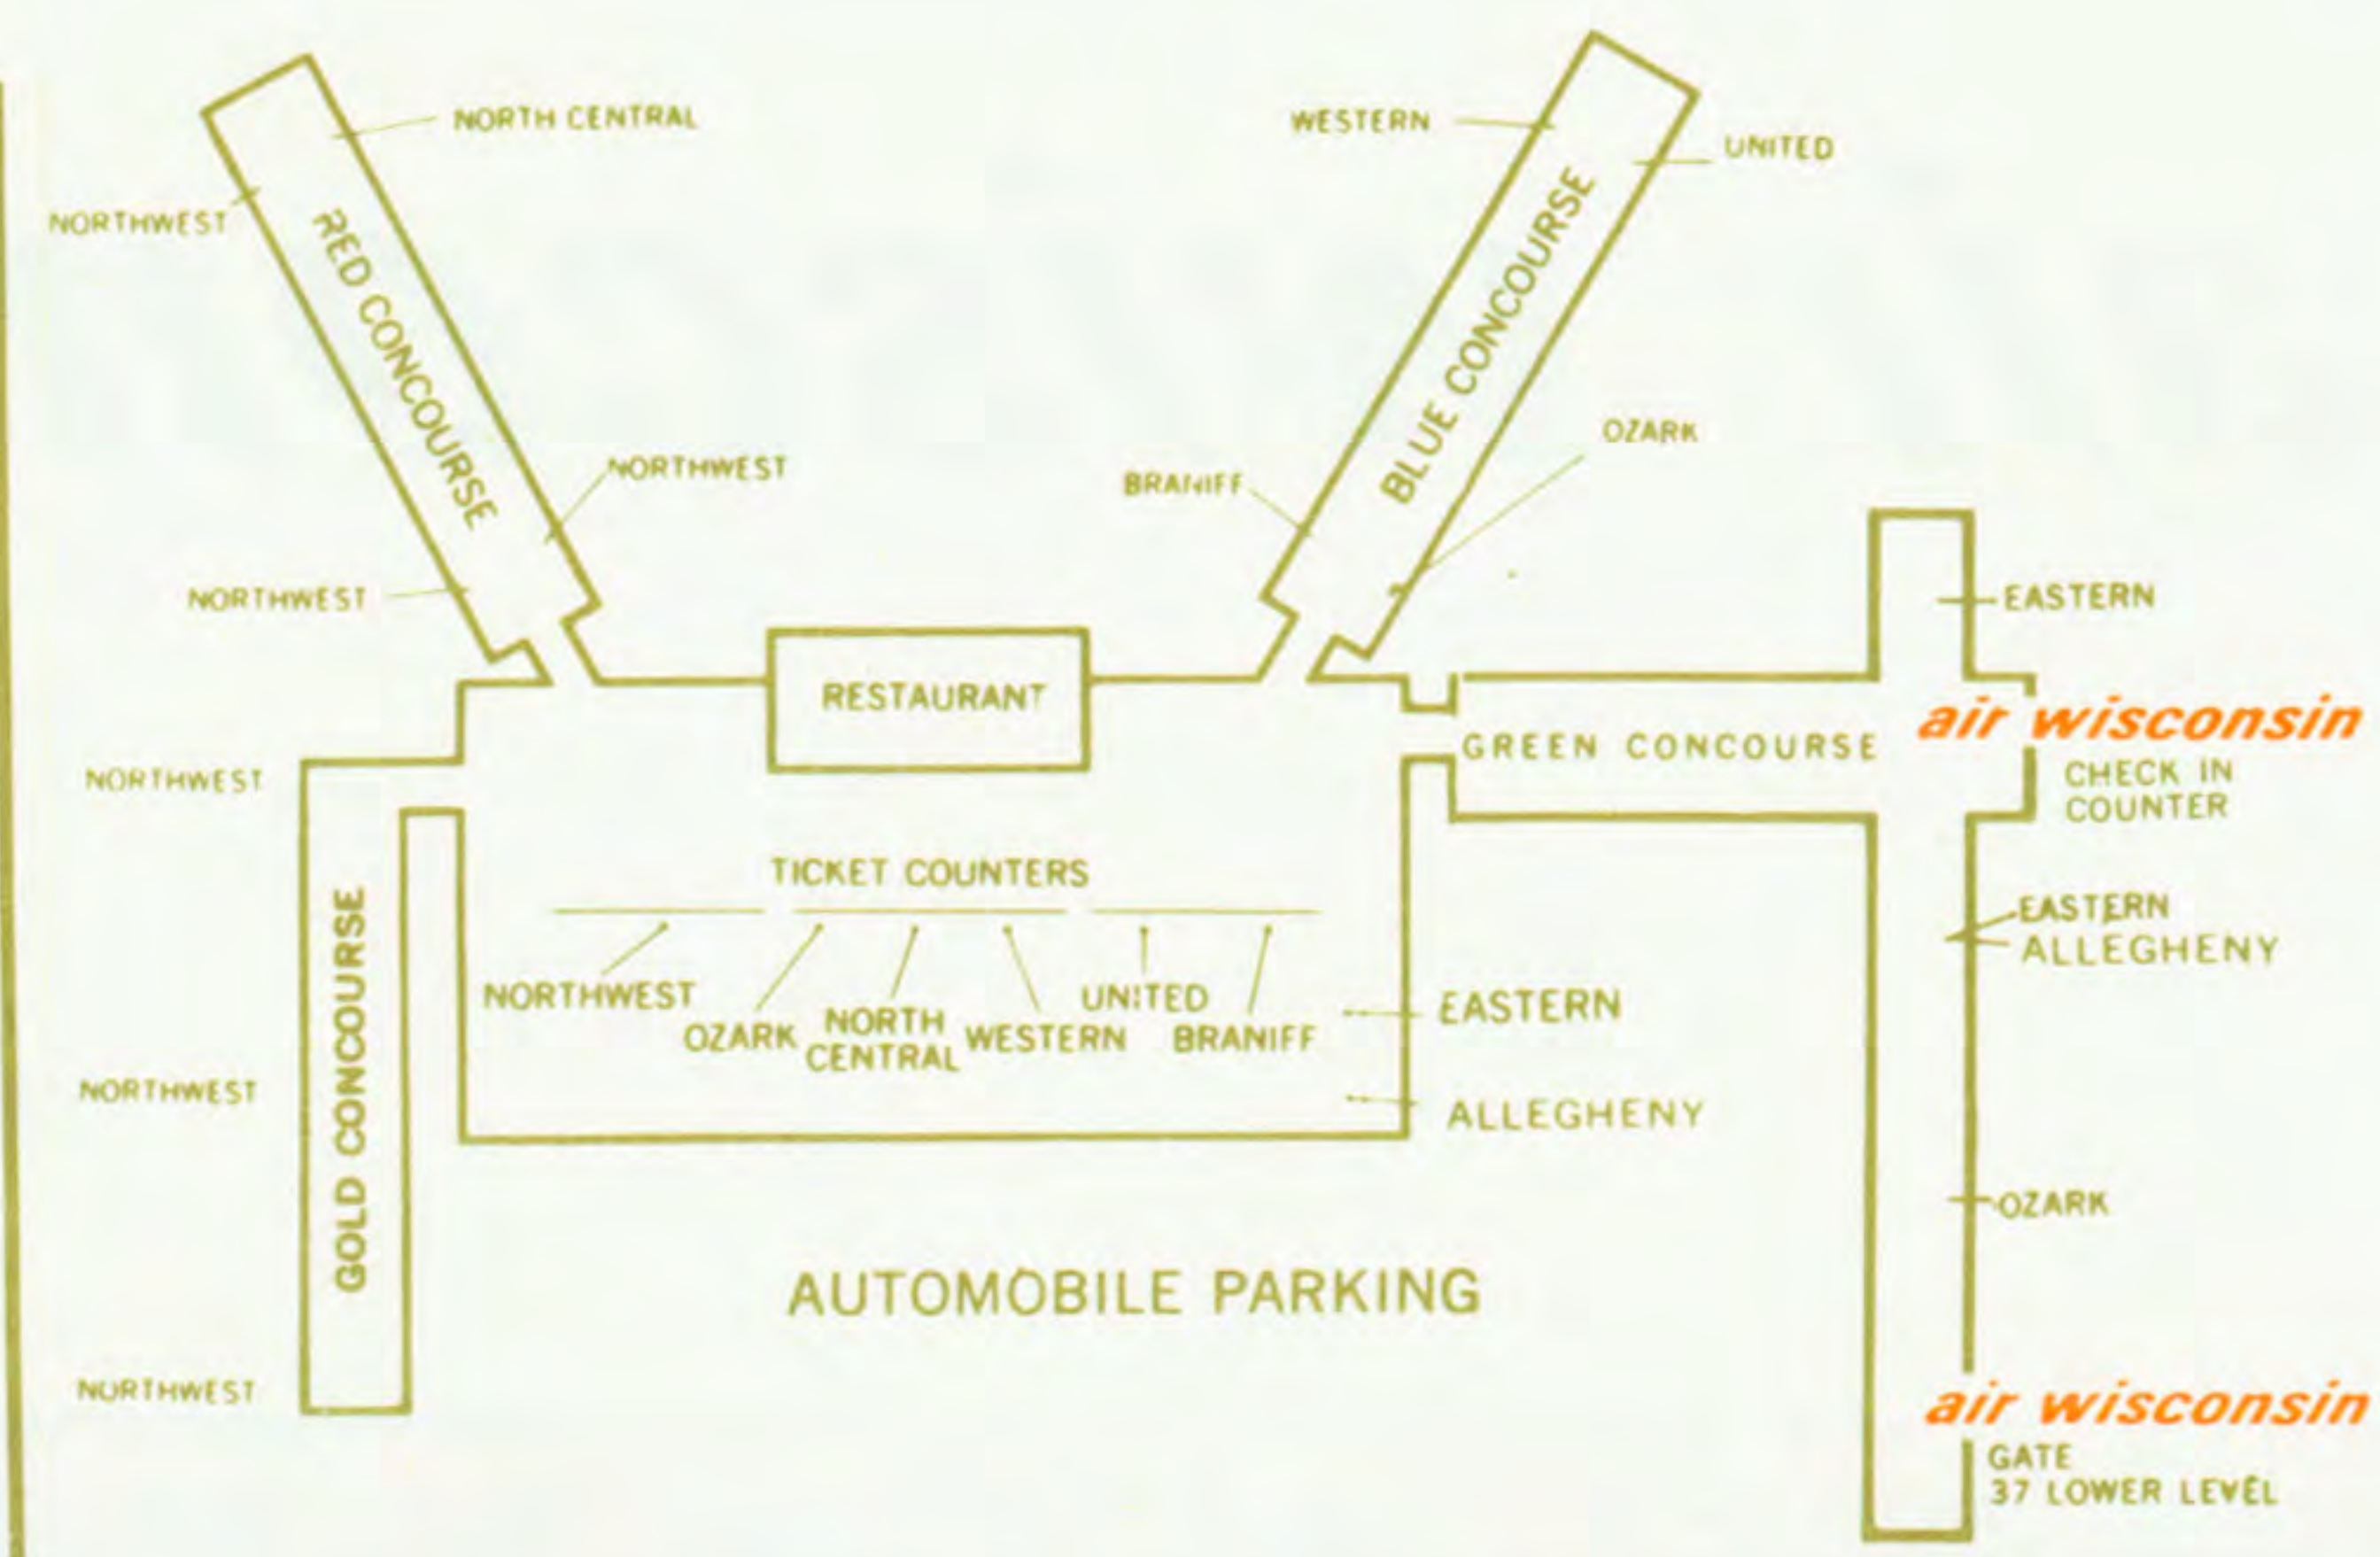 NORTH CENTRAL
WESTERN
UNITED
NORTHWEST
RED CONCOURSE
BLUE CONCOURSE
OZARK
NORTHWEST
BRANIFF
NORTHWEST
EASTERN
RESTAURANT
air wisconsin
GREEN CONCOURSE
CHECK IN
COUNTER
NORTHWEST
TICKET COUNTERS
EASTERN
ALLEGHENY
GOLD CONCOURSE
NORTHWEST
OZARK
NORTH
CENTRAL
WESTERN
UNITED
BRANIFF
EASTERN
ALLEGHENY
NORTHWEST
OZARK
AUTOMOBILE PARKING
NORTHWEST
air wisconsin
GATE
37 LOWER LEVEL